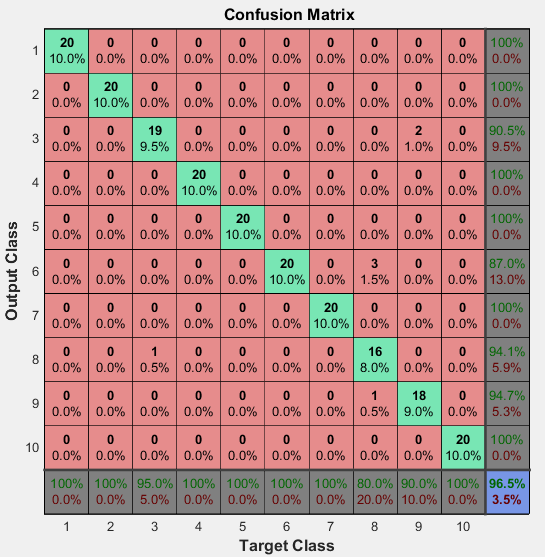 Confusion Matrix
1 20 0 0 0 0 0 0 0 0 0 100%
10.0% 0.0% 0.0% 0.0% 0.0% 0.0% 0.0% 0.0% 0.0% 0.0% 0.0%
2 0 20 0 0 0 0 0 0 0 0 100%
0.0% 10.0% 0.0% 0.0% 0.0% 0.0% 0.0% 0.0% 0.0% 0.0% 0.0%
3 0 0 19 0 0 0 0 0 2 0 90.5%
0.0% 0.0% 9.5% 0.0% 0.0% 0.0% 0.0% 0.0% 1.0% 0.0% 9.5%
4 0 0 0 20 0 0 0 0 0 0 100%
0.0% 0.0% 0.0% 10.0% 0.0% 0.0% 0.0% 0.0% 0.0% 0.0% 0.0%
5 0 0 0 0 20 0 0 0 0 0 100%
0.0% 0.0% 0.0% 0.0% 10.0% 0.0% 0.0% 0.0% 0.0% 0.0% 0.0%
6 0 0 0 0 0 20 0 3 0 0 87.0%
0.0% 0.0% 0.0% 0.0% 0.0% 10.0% 0.0% 1.5% 0.0% 0.0% 13.0%
7 0 0 0 0 0 0 20 0 0 0 100%
0.0% 0.0% 0.0% 0.0% 0.0% 0.0% 10.0% 0.0% 0.0% 0.0% 0.0%
8 0 0 1 0 0 0 0 16 0 0 94.1%
0.0% 0.0% 0.5% 0.0% 0.0% 0.0% 0.0% 8.0% 0.0% 0.0% 5.9%
9 0 0 0 0 0 0 0 1 18 0 94.7%
0.0% 0.0% 0.0% 0.0% 0.0% 0.0% 0.0% 0.5% 9.0% 0.0% 5.3%
10 0 0 0 0 0 0 0 0 0 20 100%
0.0% 0.0% 0.0% 0.0% 0.0% 0.0% 0.0% 0.0% 0.0% 10.0% 0.0%
100% 100% 95.0% 100% 100% 100% 100% 80.0% 90.0% 100% 96.5%
0.0% 0.0% 5.0% 0.0% 0.0% 0.0% 0.0% 20.0% 10.0% 0.0% 3.5%
1 2 3 4 5 6 7 8 9 10
Target Class
Output Class